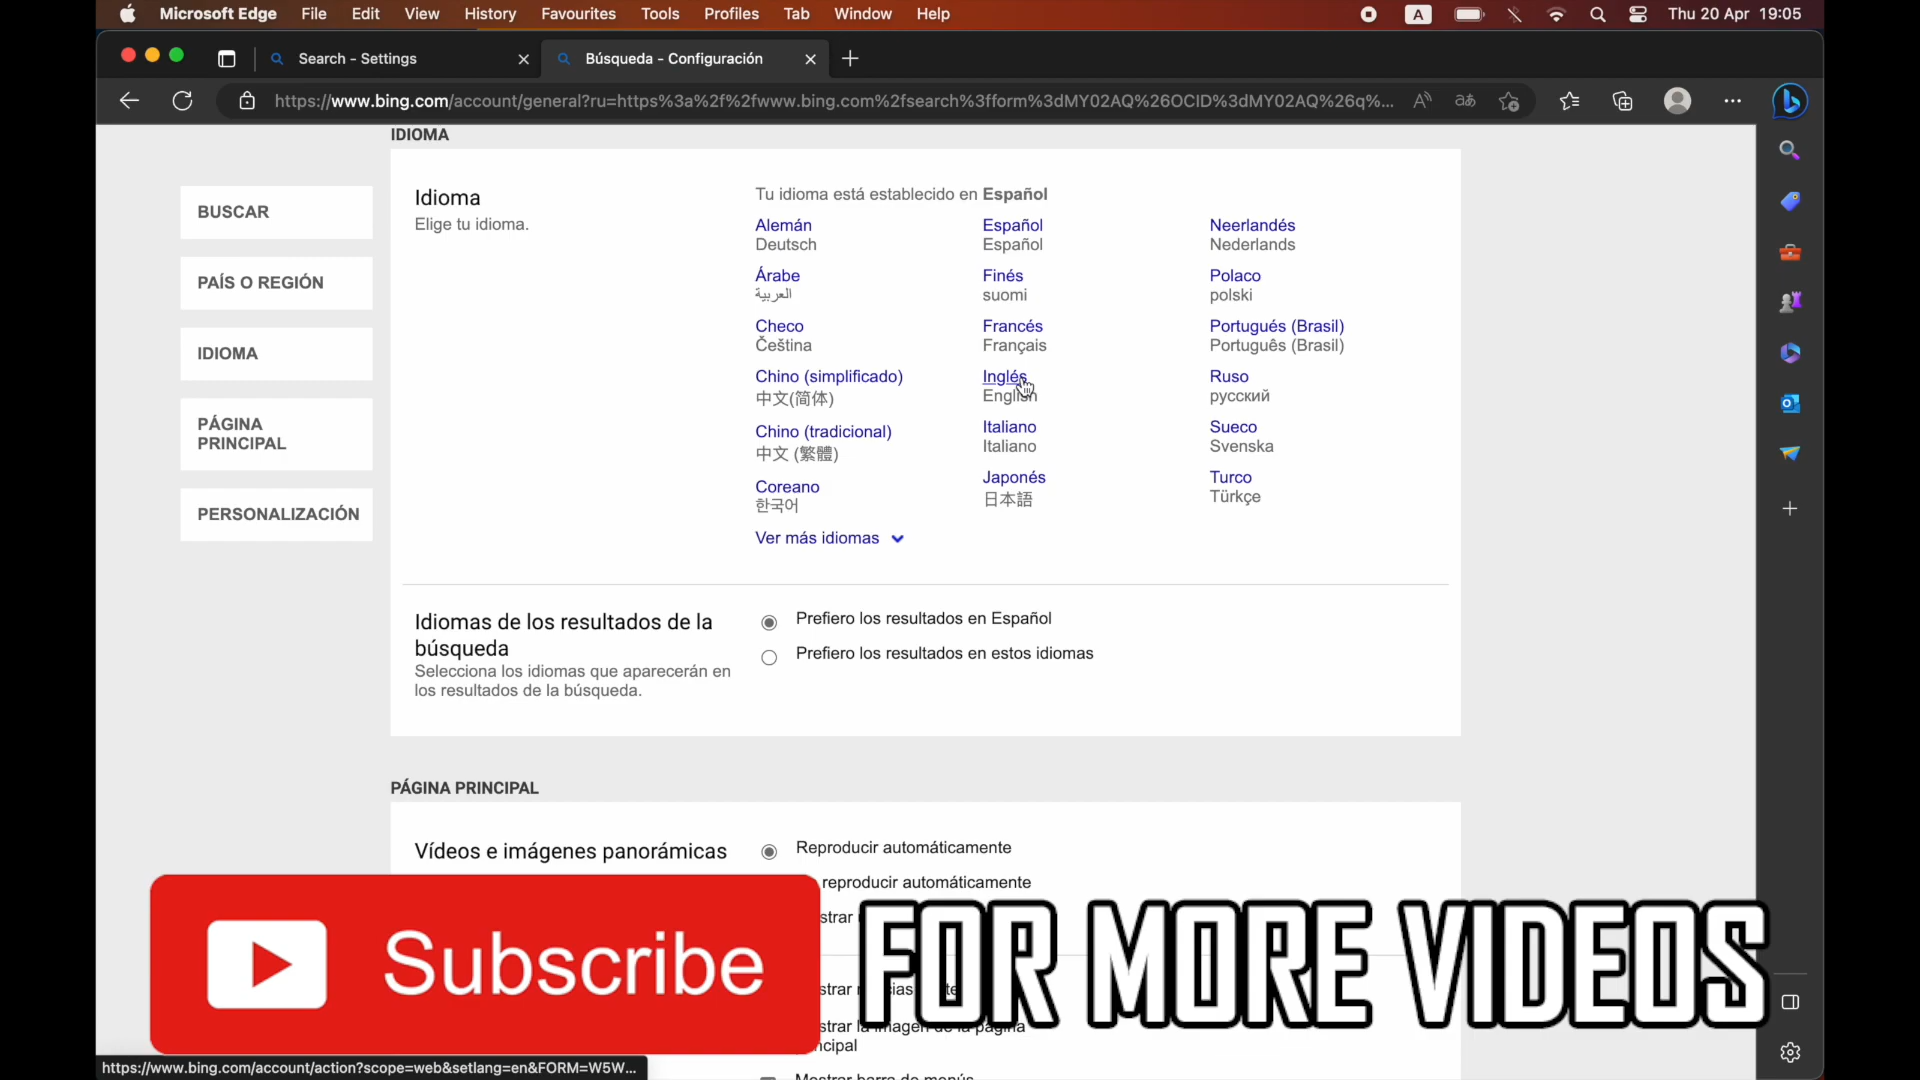 Microsoft Edge File Edit View History Favourites Tools Profiles Tab Window Help A Thu 20 Apr 19:05
Search - Settings Búsqueda - Configuración
https://www.bing.com/account/general?ru=https%3a%2f%2fwww.bing.com%2fsearch%3fform%3dMY02AQ%26OCID%3dMY02AQ%26q%...
IDIOMA
BUSCAR
PAÍS O REGIÓN
IDIOMA
PÁGINA
PRINCIPAL
PERSONALIZACIÓN
Idioma
Elige tu idioma.
Tu idioma está establecido en Español
Alemán
Deutsch
Árabe
العربية
Checo
Čeština
Chino (simplificado)
中文(简体)
Chino (tradicional)
中文 (繁體)
Coreano
한국어
Español
Español
Finés
suomi
Francés
Français
Inglés
English
Italiano
Italiano
Japonés
日本語
Neerlandés
Nederlands
Polaco
polski
Portugués (Brasil)
Português (Brasil)
Ruso
русский
Sueco
Svenska
Turco
Türkçe
Ver más idiomas
Idiomas de los resultados de la
búsqueda
Selecciona los idiomas que aparecerán en
los resultados de la búsqueda.
Prefiero los resultados en Español
Prefiero los resultados en estos idiomas
PÁGINA PRINCIPAL
Vídeos e imágenes panorámicas
Reproducir automáticamente
reproducir automáticamente
Subscribe
FOR MORE VIDEOS
https://www.bing.com/account/action?scope=web&setlang=en&FORM=W5W...